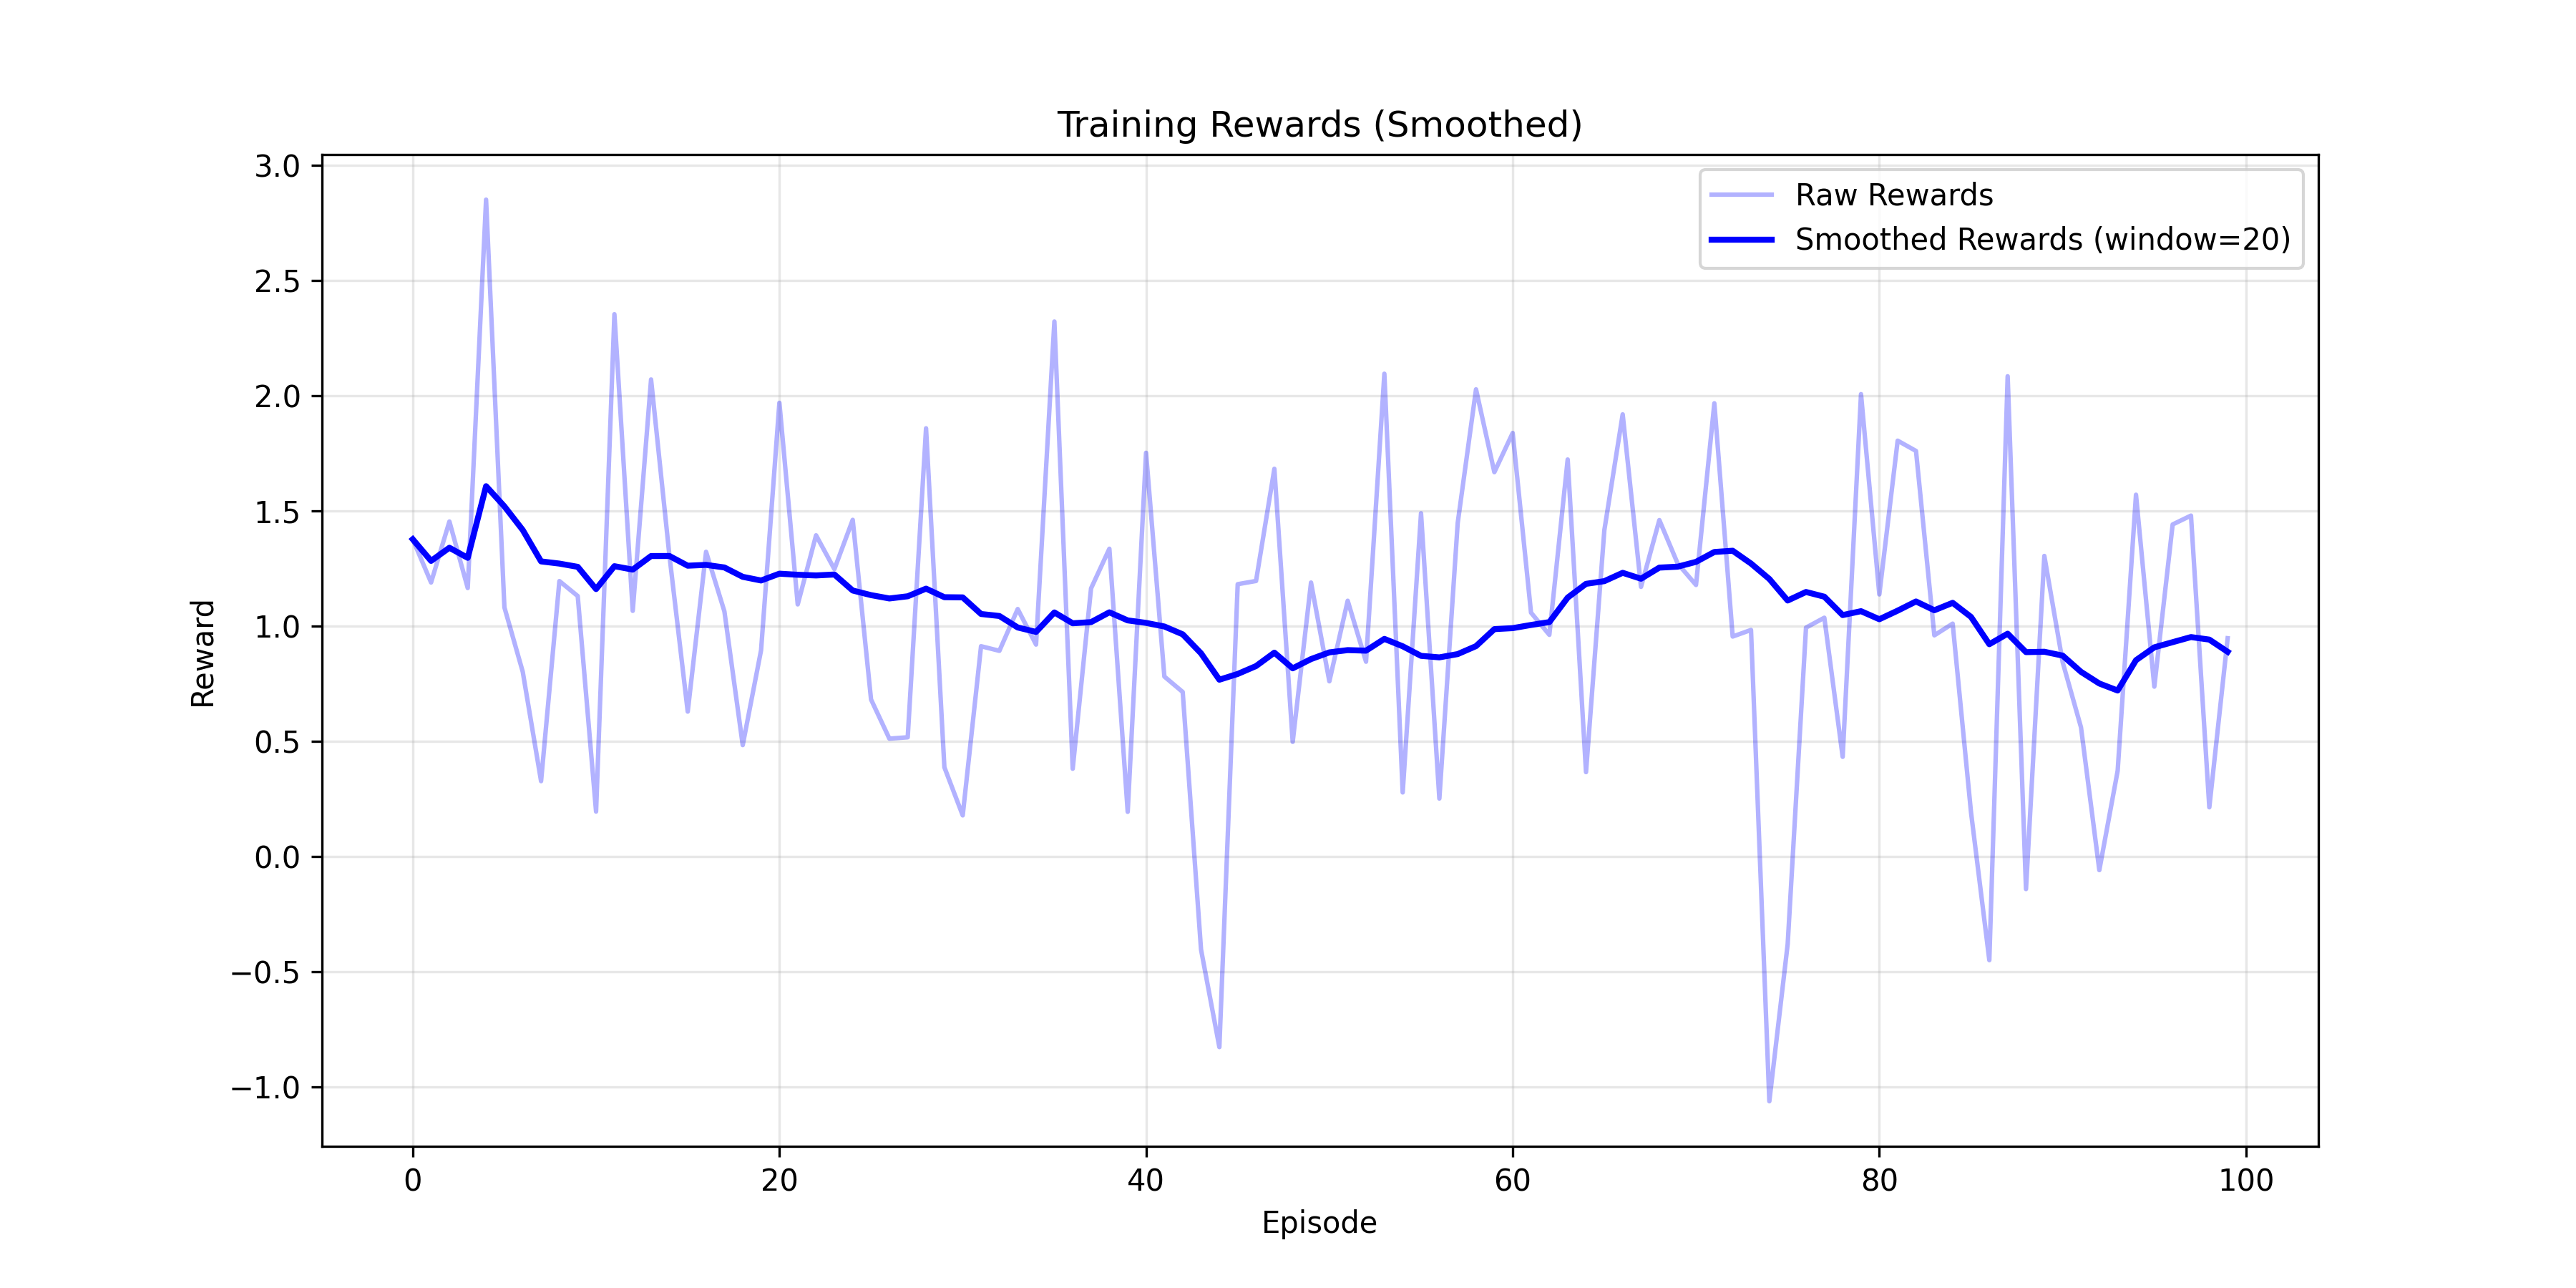 Training Rewards (Smoothed)
Raw Rewards
Smoothed Rewards (window=20)
Reward
3.0
2.5
2.0
1.5
1.0
0.5
0.0
−0.5
−1.0
0 20 40 60 80 100
Episode